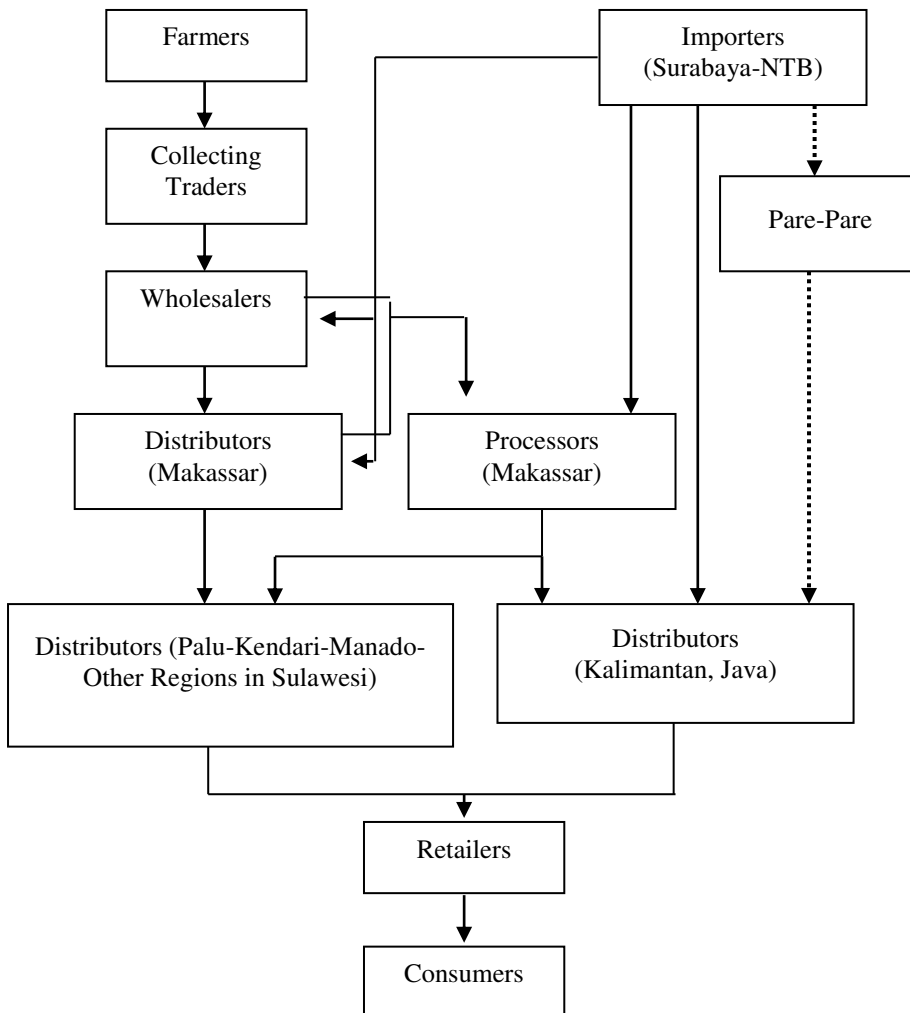 Farmers
Importers
(Surabaya-NTB)
Collecting
Traders
Pare-Pare
Wholesalers
Distributors
(Makassar)
Processors
(Makassar)
Distributors (Palu-Kendari-Manado-
Other Regions in Sulawesi)
Distributors
(Kalimantan, Java)
Retailers
Consumers